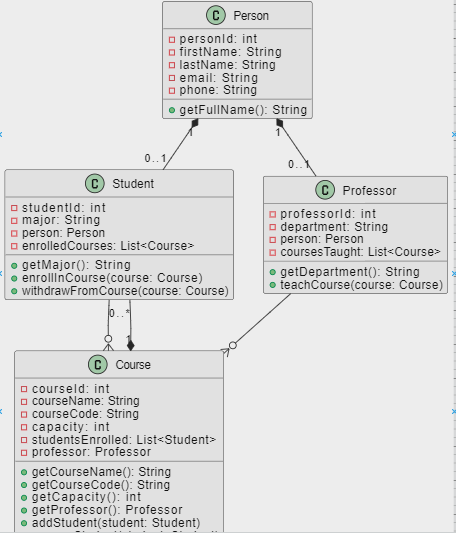 C Person
personId: int
firstName: String
lastName: String
email: String
phone: String
getFullName(): String
1
1
0..1
0..1
C Student
studentId: int
major: String
person: Person
enrolledCourses: List<Course>
getMajor(): String
enrollInCourse(course: Course)
withdrawFromCourse(course: Course)
C Professor
professorId: int
department: String
person: Person
coursesTaught: List<Course>
getDepartment(): String
teachCourse(course: Course)
0..*
1
C Course
courseId: int
courseName: String
courseCode: String
capacity: int
studentsEnrolled: List<Student>
professor: Professor
getCourseName(): String
getCourseCode(): String
getCapacity(): int
getProfessor(): Professor
addStudent(student: Student)